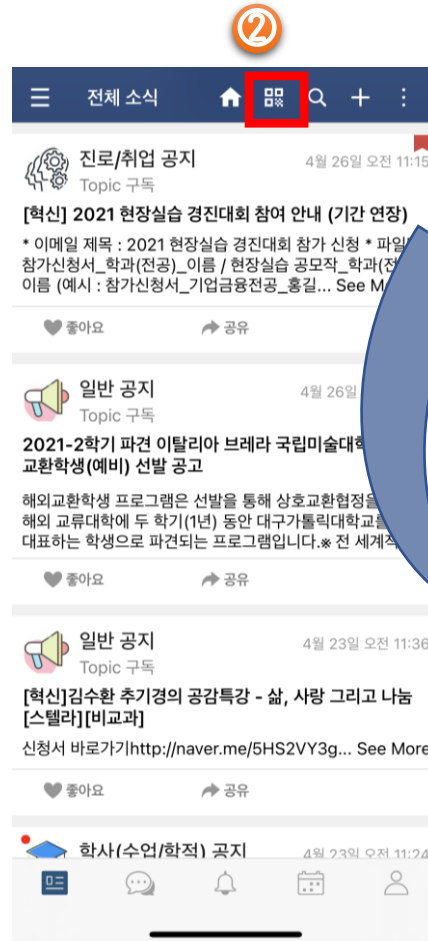 ②
전체 소식
진로/취업 공지
4월 26일 오전 11:15
Topic 구독
[혁신] 2021 현장실습 경진대회 참여 안내 (기간 연장)
* 이메일 제목 : 2021 현장실습 경진대회 참가 신청 * 파일
참가신청서_학과(전공)_이름 / 현장실습 공모작_학과(전
이름 (예시 : 참가신청서_기업금융전공_홍길... See
좋아요
공유
일반 공지
4월 26일
Topic 구독
2021-2학기 파견 이탈리아 브레라 국립미술대학
교환학생(예비) 선발 공고
해외교환학생 프로그램은 선발을 통해 상호교환협정을
해외 교류대학에 두 학기(1년) 동안 대구가톨릭대학교를
대표하는 학생으로 파견되는 프로그램입니다.※ 전 세계
좋아요
공유
일반 공지
4월 23일 오전 11:36
Topic 구독
[혁신]김수환 추기경의 공감특강 - 삶, 사랑 그리고 나눔
[스텔라][비교과]
신청서 바로가기http://naver.me/5HS2VY3g... See More
좋아요
공유
학사(수업/학적) 공지
4월 23일 오전 11:24